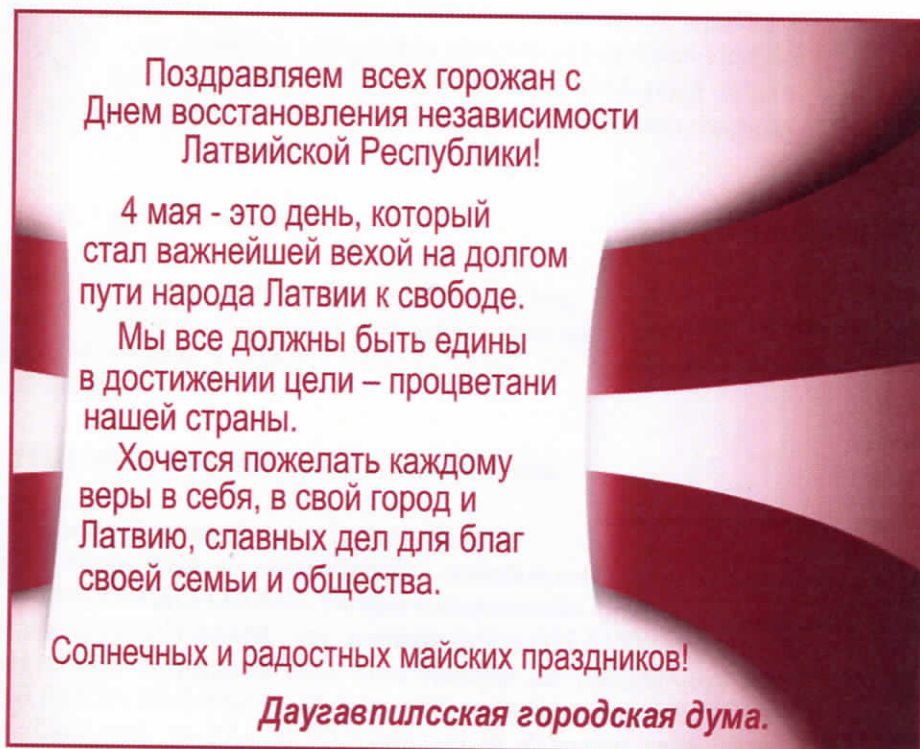 Поздравляем всех горожан с
Днем восстановления независимости
Латвийской Республики!
4 мая - это день, который
стал важнейшей вехой на долгом
пути народа Латвии к свободе.
Мы все должны быть едины
в достижении цели – процветани
нашей страны.
Хочется пожелать каждому
веры в себя, в свой город и
Латвию, славных дел для благ
своей семьи и общества.
Солнечных и радостных майских праздников!
Даугавпилсская городская дума.